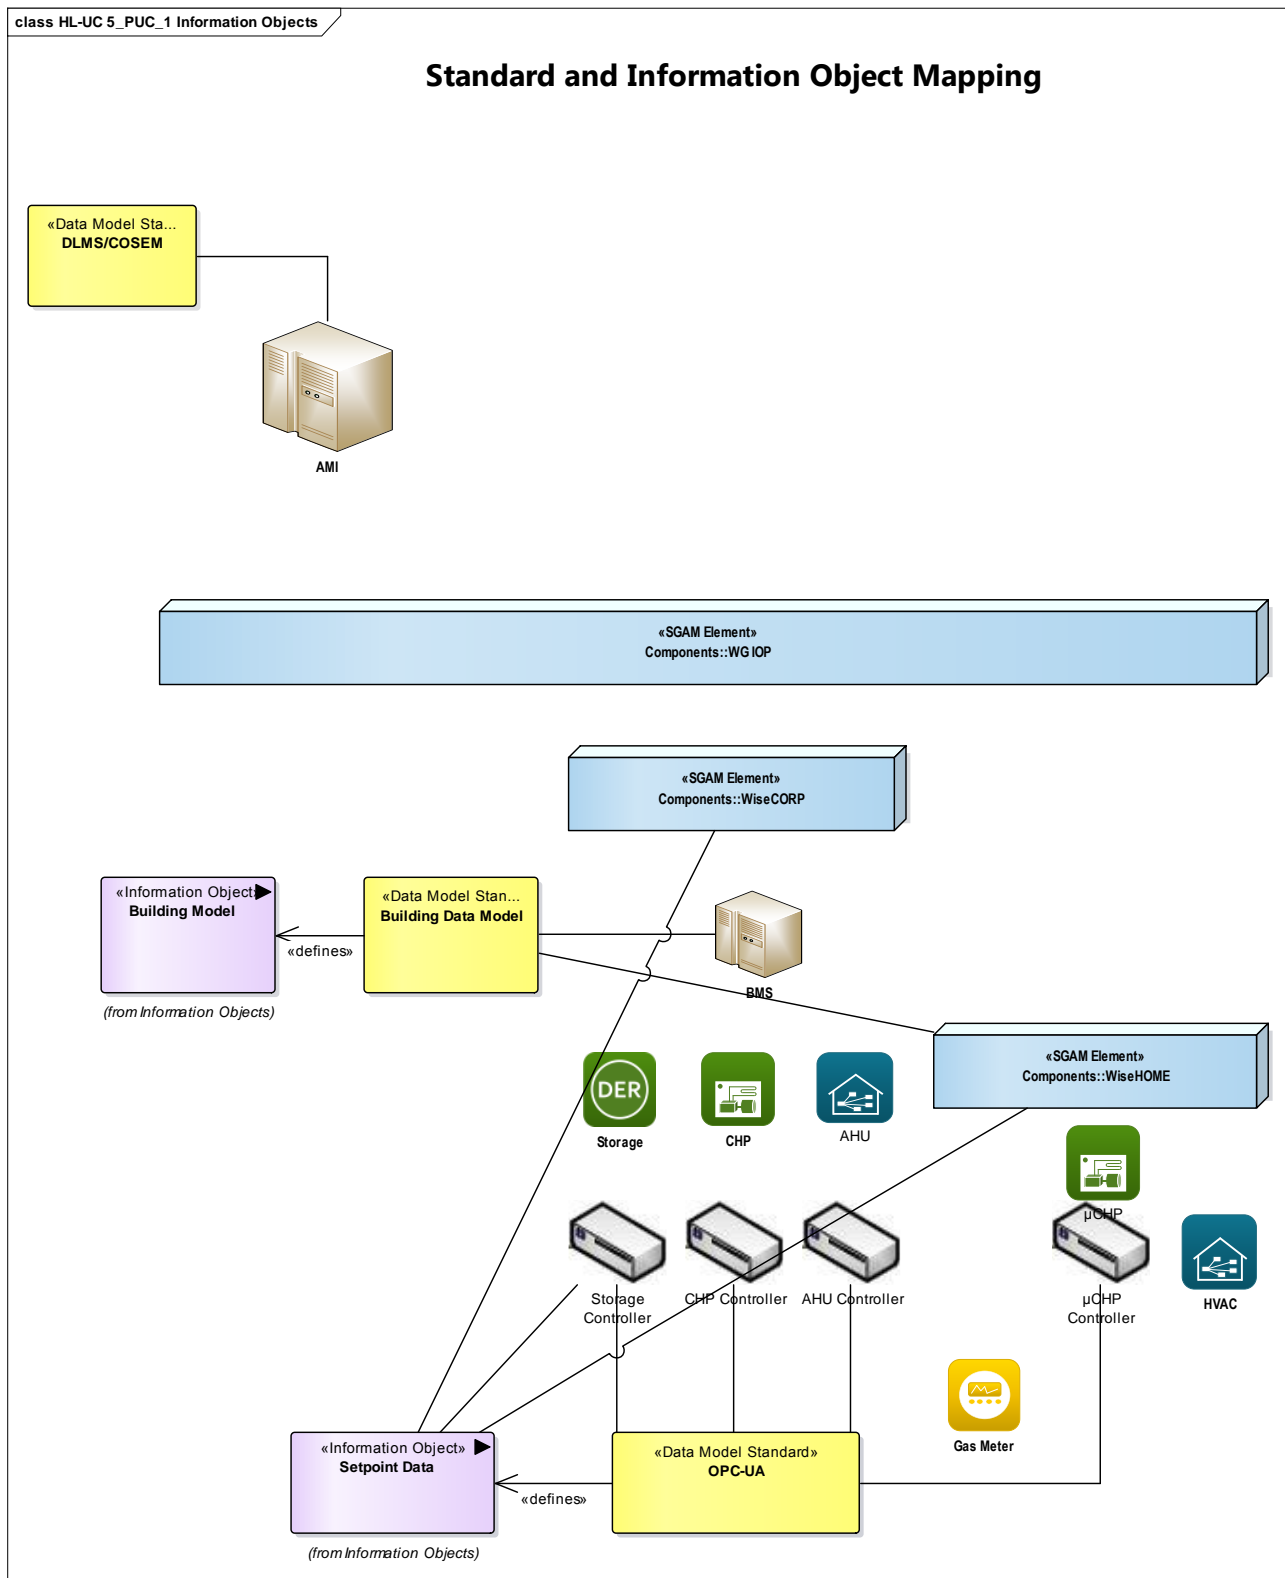 class HL-UC 5_PUC_1 Information Objects
Standard and Information Object Mapping
«Data Model Sta...
DLMS/COSEM
AMI
«SGAM Element»
Components::WG IOP
«SGAM Element»
Components::WiseCORP
«Information Object»
Building Model
(from Information Objects)
«defines»
«Data Model Stan...
Building Data Model
BMS
«SGAM Element»
Components::WiseHOME
DER
Storage
CHP
AHU
µCHP
Storage
Controller
CHP Controller
AHU Controller
µCHP
Controller
HVAC
Gas Meter
«Information Object»
Setpoint Data
(from Information Objects)
«defines»
«Data Model Standard»
OPC-UA